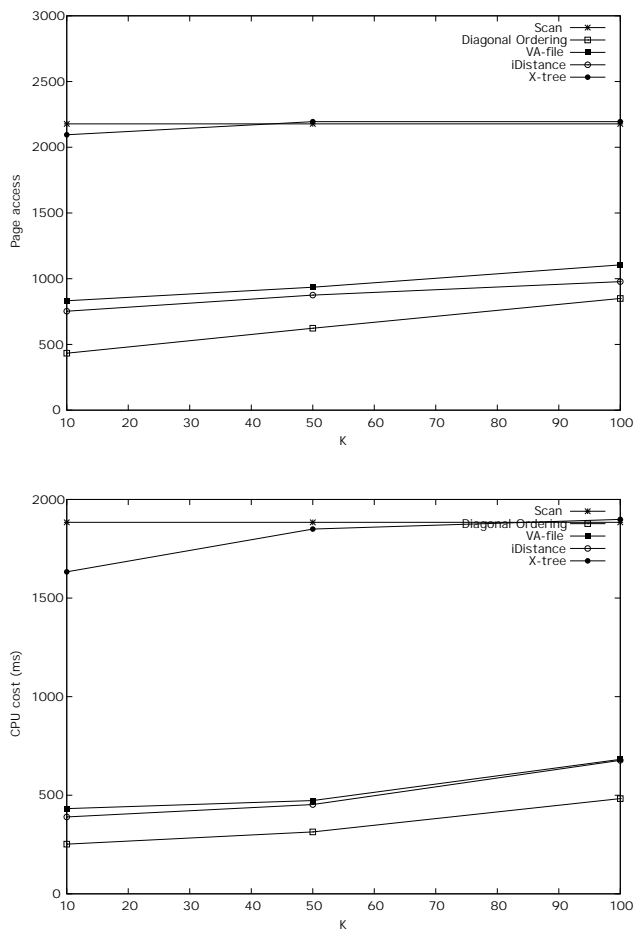 3000
2500
2000
1500
1000
500
0
Page access
Scan
Diagonal Ordering
VA-file
iDistance
X-tree
10 20 30 40 50 60 70 80 90 100
K
2000
1500
1000
500
0
CPU cost (ms)
Scan
Diagonal Ordering
VA-file
iDistance
X-tree
10 20 30 40 50 60 70 80 90 100
K